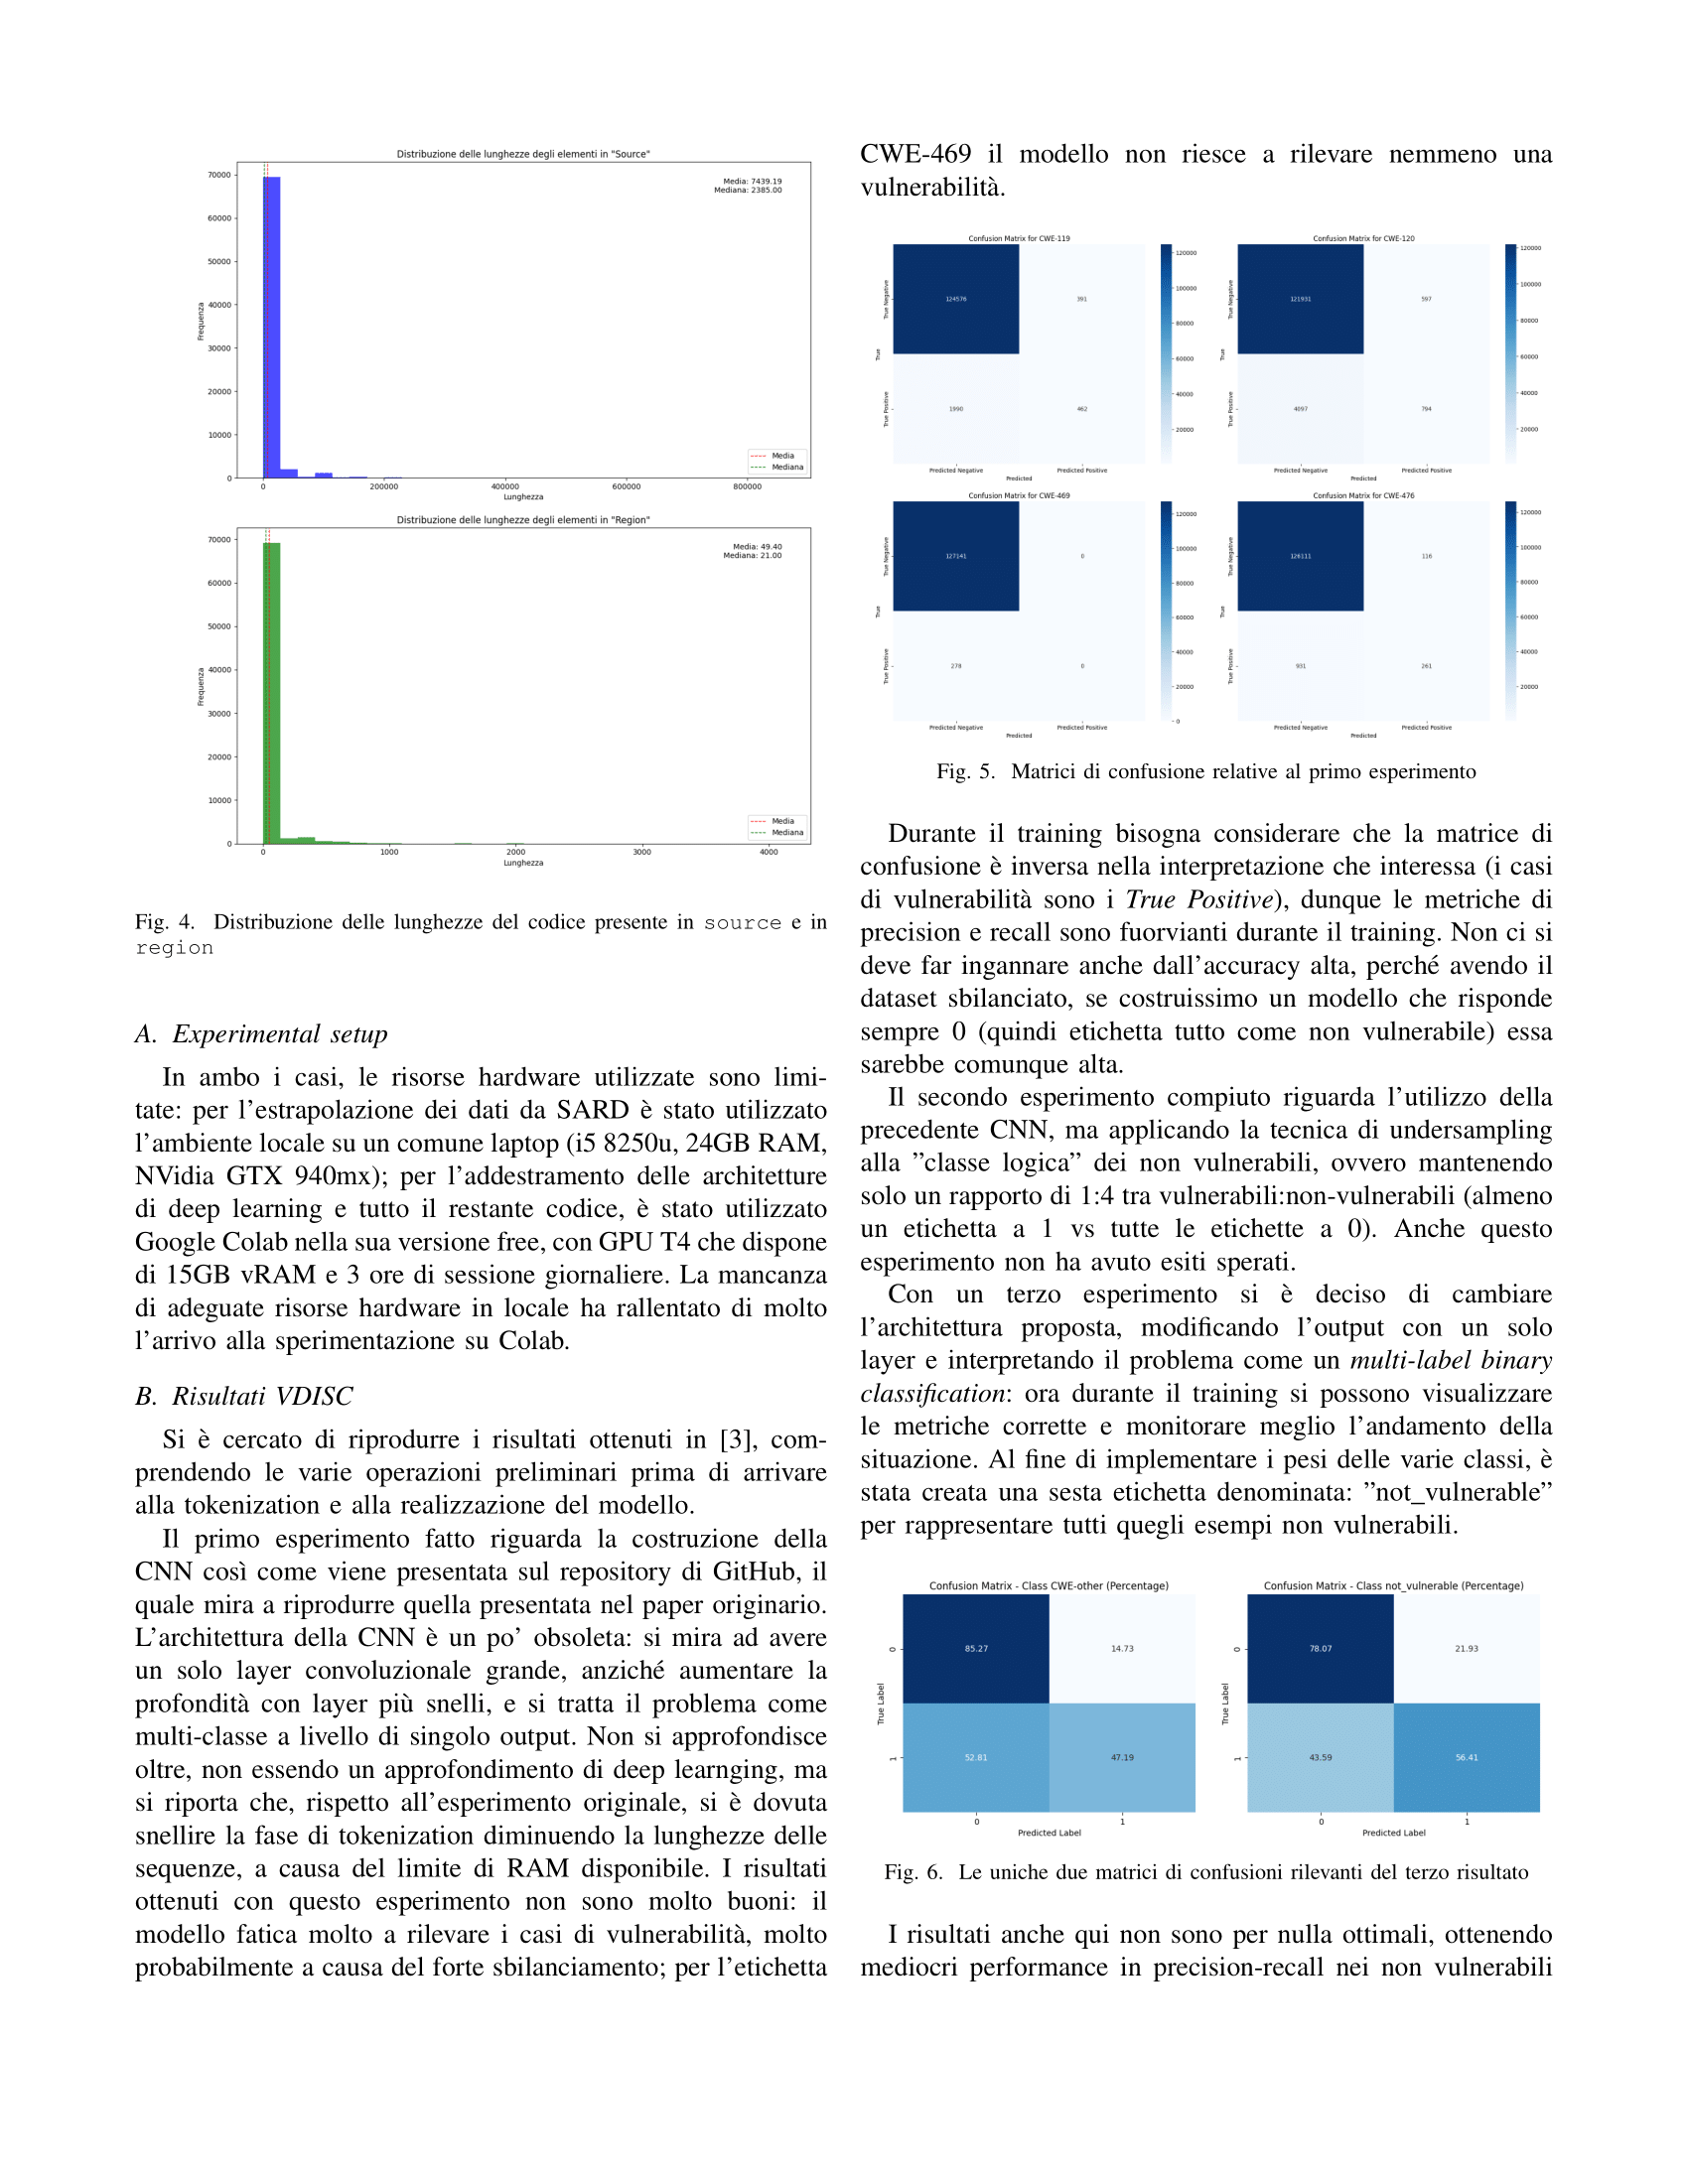 Distribuzione delle lunghezze degli elementi in "Source"
Media: 7439.19
Mediana: 2385.00
70000
60000
50000
40000
30000
20000
10000
0
Frequenza
0 200000 400000 600000 800000
Lunghezza
Media
Mediana
Distribuzione delle lunghezze degli elementi in "Region"
Media: 49.40
Mediana: 21.00
70000
60000
50000
40000
30000
20000
10000
0
Frequenza
0 1000 2000 3000 4000
Lunghezza
Media
Mediana
Fig. 4. Distribuzione delle lunghezze del codice presente in source e in
region
A. Experimental setup
In ambo i casi, le risorse hardware utilizzate sono limi-
tate: per l'estrapolazione dei dati da SARD è stato utilizzato
l'ambiente locale su un comune laptop (i5 8250u, 24GB RAM,
NVidia GTX 940mx); per l'addestramento delle architetture
di deep learning e tutto il restante codice, è stato utilizzato
Google Colab nella sua versione free, con GPU T4 che dispone
di 15GB vRAM e 3 ore di sessione giornaliere. La mancanza
di adeguate risorse hardware in locale ha rallentato di molto
l'arrivo alla sperimentazione su Colab.
B. Risultati VDISC
Si è cercato di riprodurre i risultati ottenuti in [3], com-
prendendo le varie operazioni preliminari prima di arrivare
alla tokenization e alla realizzazione del modello.
Il primo esperimento fatto riguarda la costruzione della
CNN così come viene presentata sul repository di GitHub, il
quale mira a riprodurre quella presentata nel paper originario.
L'architettura della CNN è un po' obsoleta: si mira ad avere
un solo layer convoluzionale grande, anziché aumentare la
profondità con layer più snelli, e si tratta il problema come
multi-classe a livello di singolo output. Non si approfondisce
oltre, non essendo un approfondimento di deep learnging, ma
si riporta che, rispetto all'esperimento originale, si è dovuta
snellire la fase di tokenization diminuendo la lunghezze delle
sequenze, a causa del limite di RAM disponibile. I risultati
ottenuti con questo esperimento non sono molto buoni: il
modello fatica molto a rilevare i casi di vulnerabilità, molto
probabilmente a causa del forte sbilanciamento; per l'etichetta
CWE-469 il modello non riesce a rilevare nemmeno una
vulnerabilità.
Confusion Matrix for CWE-119
True Negative
True Positive
True
124576 391
1990 462
Predicted Negative Predicted Positive
Predicted
120000
100000
80000
60000
40000
20000
Confusion Matrix for CWE-120
True Negative
True Positive
True
121931 597
4097 794
Predicted Negative Predicted Positive
Predicted
120000
100000
80000
60000
40000
20000
Confusion Matrix for CWE-469
True Negative
True Positive
True
127141 0
278 0
Predicted Negative Predicted Positive
Predicted
120000
100000
80000
60000
40000
20000
0
Confusion Matrix for CWE-476
True Negative
True Positive
True
126111 116
931 261
Predicted Negative Predicted Positive
Predicted
120000
100000
80000
60000
40000
20000
Fig. 5. Matrici di confusione relative al primo esperimento
Durante il training bisogna considerare che la matrice di
confusione è inversa nella interpretazione che interessa (i casi
di vulnerabilità sono i True Positive), dunque le metriche di
precision e recall sono fuorvianti durante il training. Non ci si
deve far ingannare anche dall'accuracy alta, perché avendo il
dataset sbilanciato, se costruissimo un modello che risponde
sempre 0 (quindi etichetta tutto come non vulnerabile) essa
sarebbe comunque alta.
Il secondo esperimento compiuto riguarda l'utilizzo della
precedente CNN, ma applicando la tecnica di undersampling
alla "classe logica" dei non vulnerabili, ovvero mantenendo
solo un rapporto di 1:4 tra vulnerabili:non-vulnerabili (almeno
un etichetta a 1 vs tutte le etichette a 0). Anche questo
esperimento non ha avuto esiti sperati.
Con un terzo esperimento si è deciso di cambiare
l'architettura proposta, modificando l'output con un solo
layer e interpretando il problema come un multi-label binary
classification: ora durante il training si possono visualizzare
le metriche corrette e monitorare meglio l'andamento della
situazione. Al fine di implementare i pesi delle varie classi, è
stata creata una sesta etichetta denominata: "not_vulnerable"
per rappresentare tutti quegli esempi non vulnerabili.
Confusion Matrix - Class CWE-other (Percentage)
True Label
0
1
85.27 14.73
52.81 47.19
0 1
Predicted Label
Confusion Matrix - Class not_vulnerable (Percentage)
True Label
0
1
78.07 21.93
43.59 56.41
0 1
Predicted Label
Fig. 6. Le uniche due matrici di confusioni rilevanti del terzo risultato
I risultati anche qui non sono per nulla ottimali, ottenendo
mediocri performance in precision-recall nei non vulnerabili